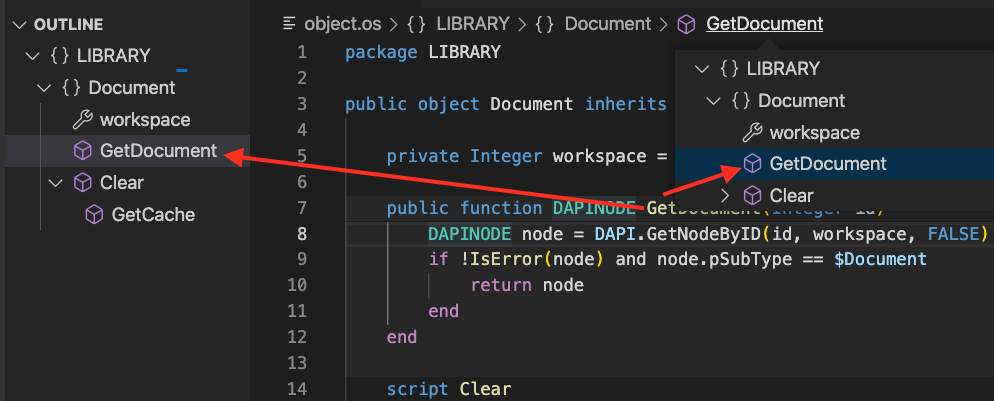 OUTLINE
{} LIBRARY
{} Document
workspace
GetDocument
Clear
GetCache
object.os > {} LIBRARY > {} Document > GetDocument
1 package LIBRARY
2
3 public object Document inherits
4
5 private Integer workspace =
6
7 public function DAPINODE GetDocument(Integer id)
8 DAPINODE node = DAPI.GetNodeByID(id, workspace, FALSE)
9 if !IsError(node) and node.pSubType == $Document
10 return node
11 end
12 end
13
14 script Clear
{} LIBRARY
{} Document
workspace
GetDocument
Clear